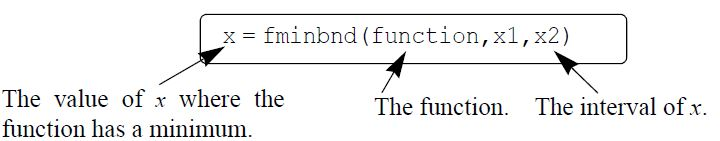 x = fminbnd(function,x1,x2)
The value of x where the
function has a minimum.
The function.
The interval of x.